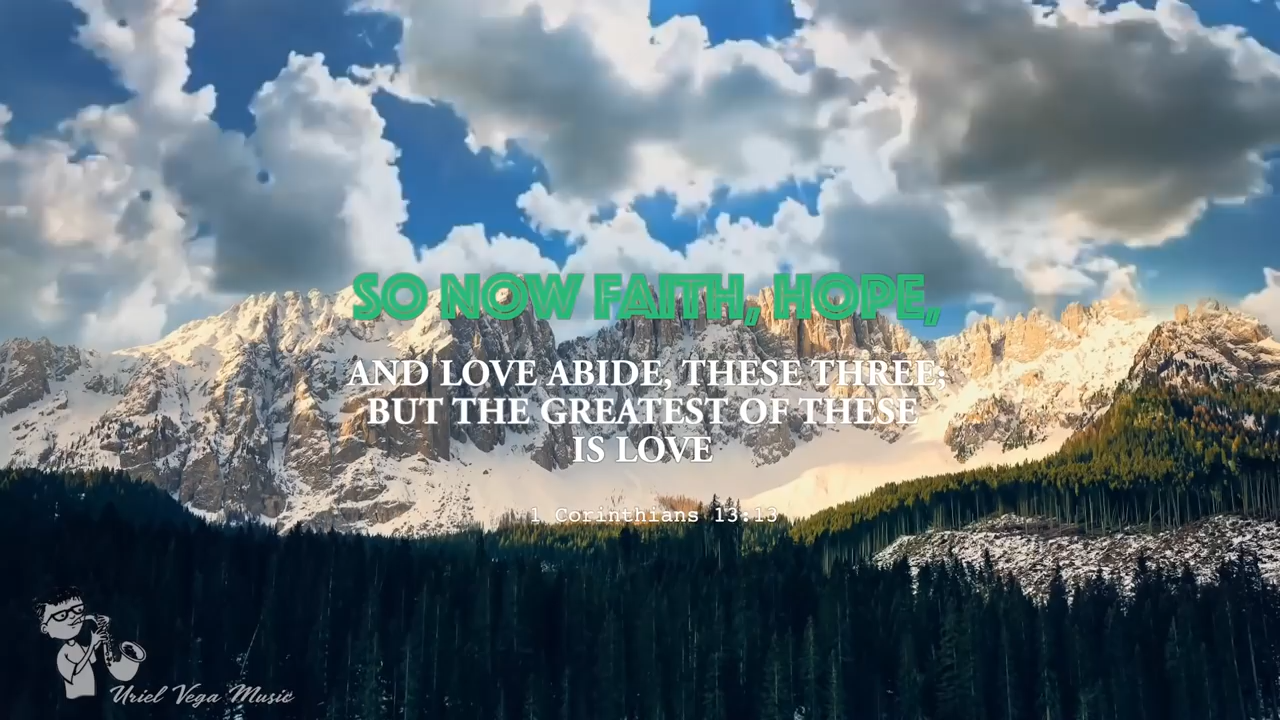 SO NOW FAITH, HOPE,
AND LOVE ABIDE, THESE THREE;
BUT THE GREATEST OF THESE
IS LOVE
1 Corinthians 13:13
Uriel Vega Music